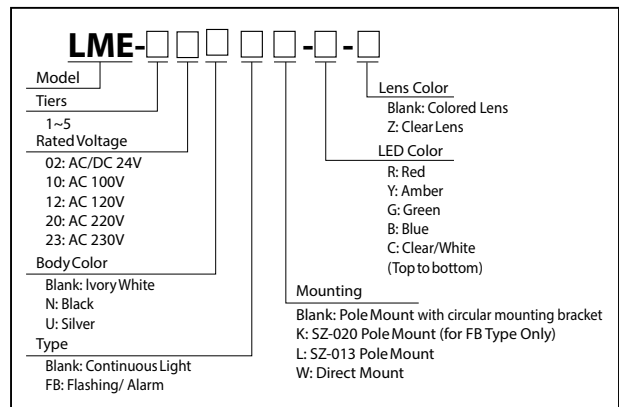 LME-
Model
Tiers
1~5
Rated Voltage
02: AC/DC 24V
10: AC 100V
12: AC 120V
20: AC 220V
23: AC 230V
Body Color
Blank: Ivory White
N: Black
U: Silver
Type
Blank: Continuous Light
FB: Flashing/ Alarm
Lens Color
Blank: Colored Lens
Z: Clear Lens
LED Color
R: Red
Y: Amber
G: Green
B: Blue
C: Clear/White
(Top to bottom)
Mounting
Blank: Pole Mount with circular mounting bracket
K: SZ-020 Pole Mount (for FB Type Only)
L: SZ-013 Pole Mount
W: Direct Mount